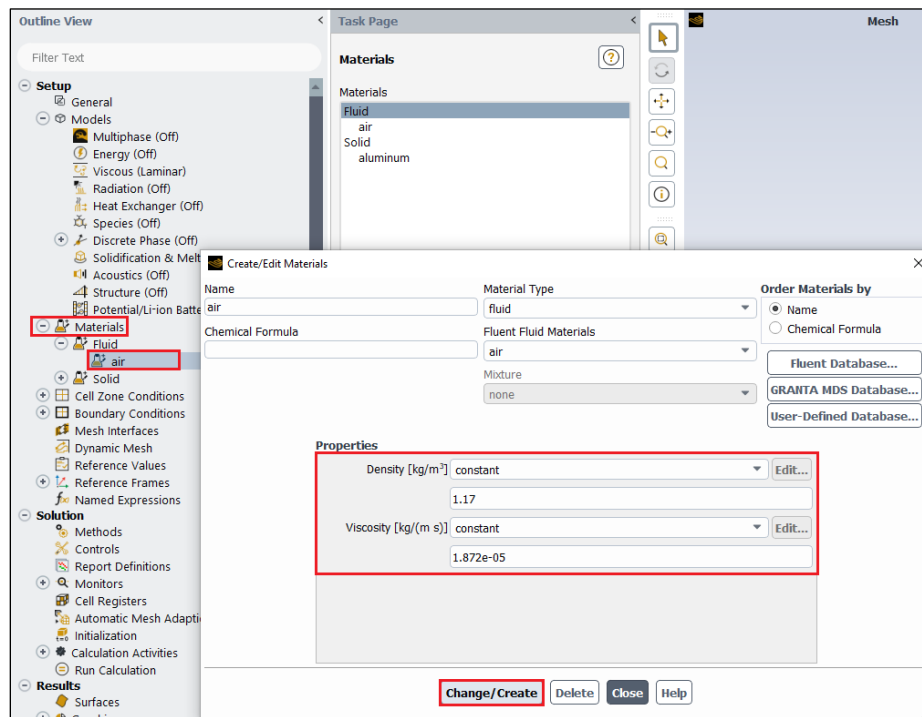 Outline View
Filter Text
Setup
General
Models
Multiphase (Off)
Energy (Off)
Viscous (Laminar)
Radiation (Off)
Heat Exchanger (Off)
Species (Off)
Discrete Phase (Off)
Solidification & Melt
Acoustics (Off)
Structure (Off)
Potential/Li-ion Batte
Materials
Fluid
air
Solid
Cell Zone Conditions
Boundary Conditions
Mesh Interfaces
Dynamic Mesh
Reference Values
Reference Frames
Named Expressions
Solution
Methods
Controls
Report Definitions
Monitors
Cell Registers
Automatic Mesh Adapti
Initialization
Calculation Activities
Run Calculation
Results
Surfaces
Task Page
Materials
Materials
Fluid
air
Solid
aluminum
Mesh
Create/Edit Materials
Name
air
Chemical Formula
Material Type
fluid
Fluent Fluid Materials
air
Mixture
none
Order Materials by
Name
Chemical Formula
Fluent Database...
GRANTA MDS Database...
User-Defined Database...
Properties
Density [kg/m³] constant Edit...
1.17
Viscosity [kg/(m s)] constant Edit...
1.872e-05
Change/Create Delete Close Help